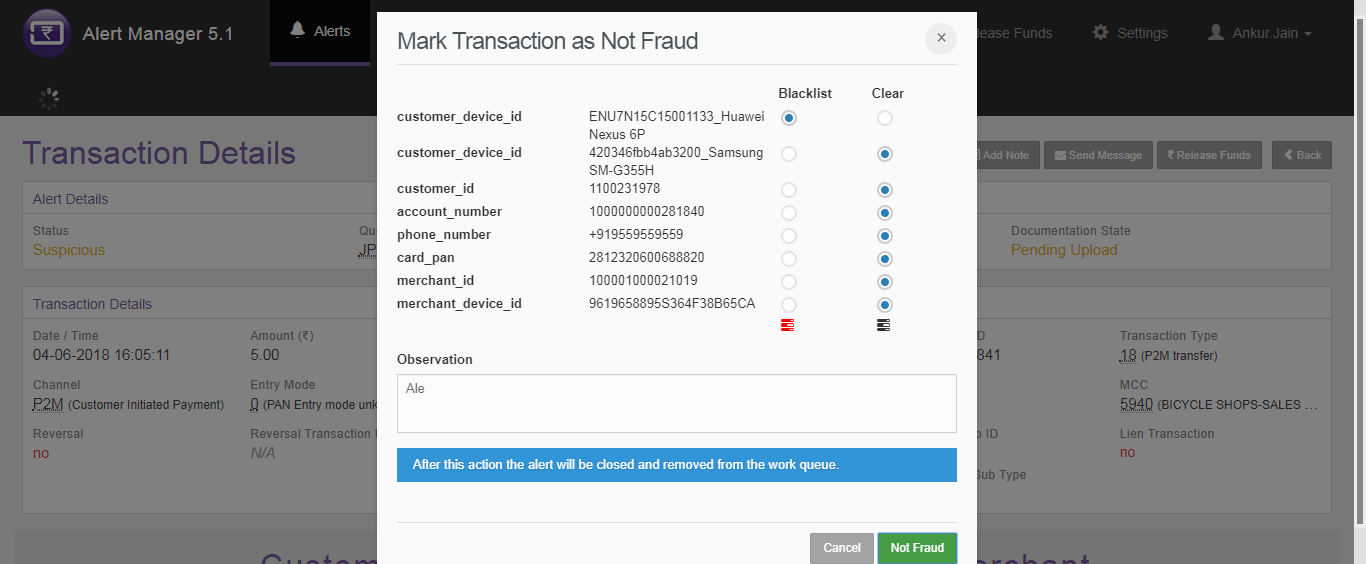 Alert Manager 5.1
Alerts
ease Funds
Settings
Ankur.Jain
Mark Transaction as Not Fraud
×
Blacklist Clear
customer_device_id ENU7N15C15001133_Huawei
Nexus 6P
customer_device_id 420346fbb4ab3200_Samsung
SM-G355H
customer_id 1100231978
account_number 1000000000281840
phone_number +919559559559
card_pan 2812320600688820
merchant_id 100001000021019
merchant_device_id 9619658895S364F38B65CA
Observation
Ale
After this action the alert will be closed and removed from the work queue.
Cancel Not Fraud
Transaction Details
Add Note Send Message ₹ Release Funds Back
Alert Details
Status Qu Documentation State
Suspicious JP Pending Upload
Transaction Details
Date / Time Amount (₹) D Transaction Type
04-06-2018 16:05:11 5.00 841 18 (P2M transfer)
Channel Entry Mode MCC
P2M (Customer Initiated Payment) 0 (PAN Entry mode unk 5940 (BICYCLE SHOPS-SALES ...
Reversal Reversal Transaction ID Lien Transaction
no N/A no
Sub Type
Custom rchant